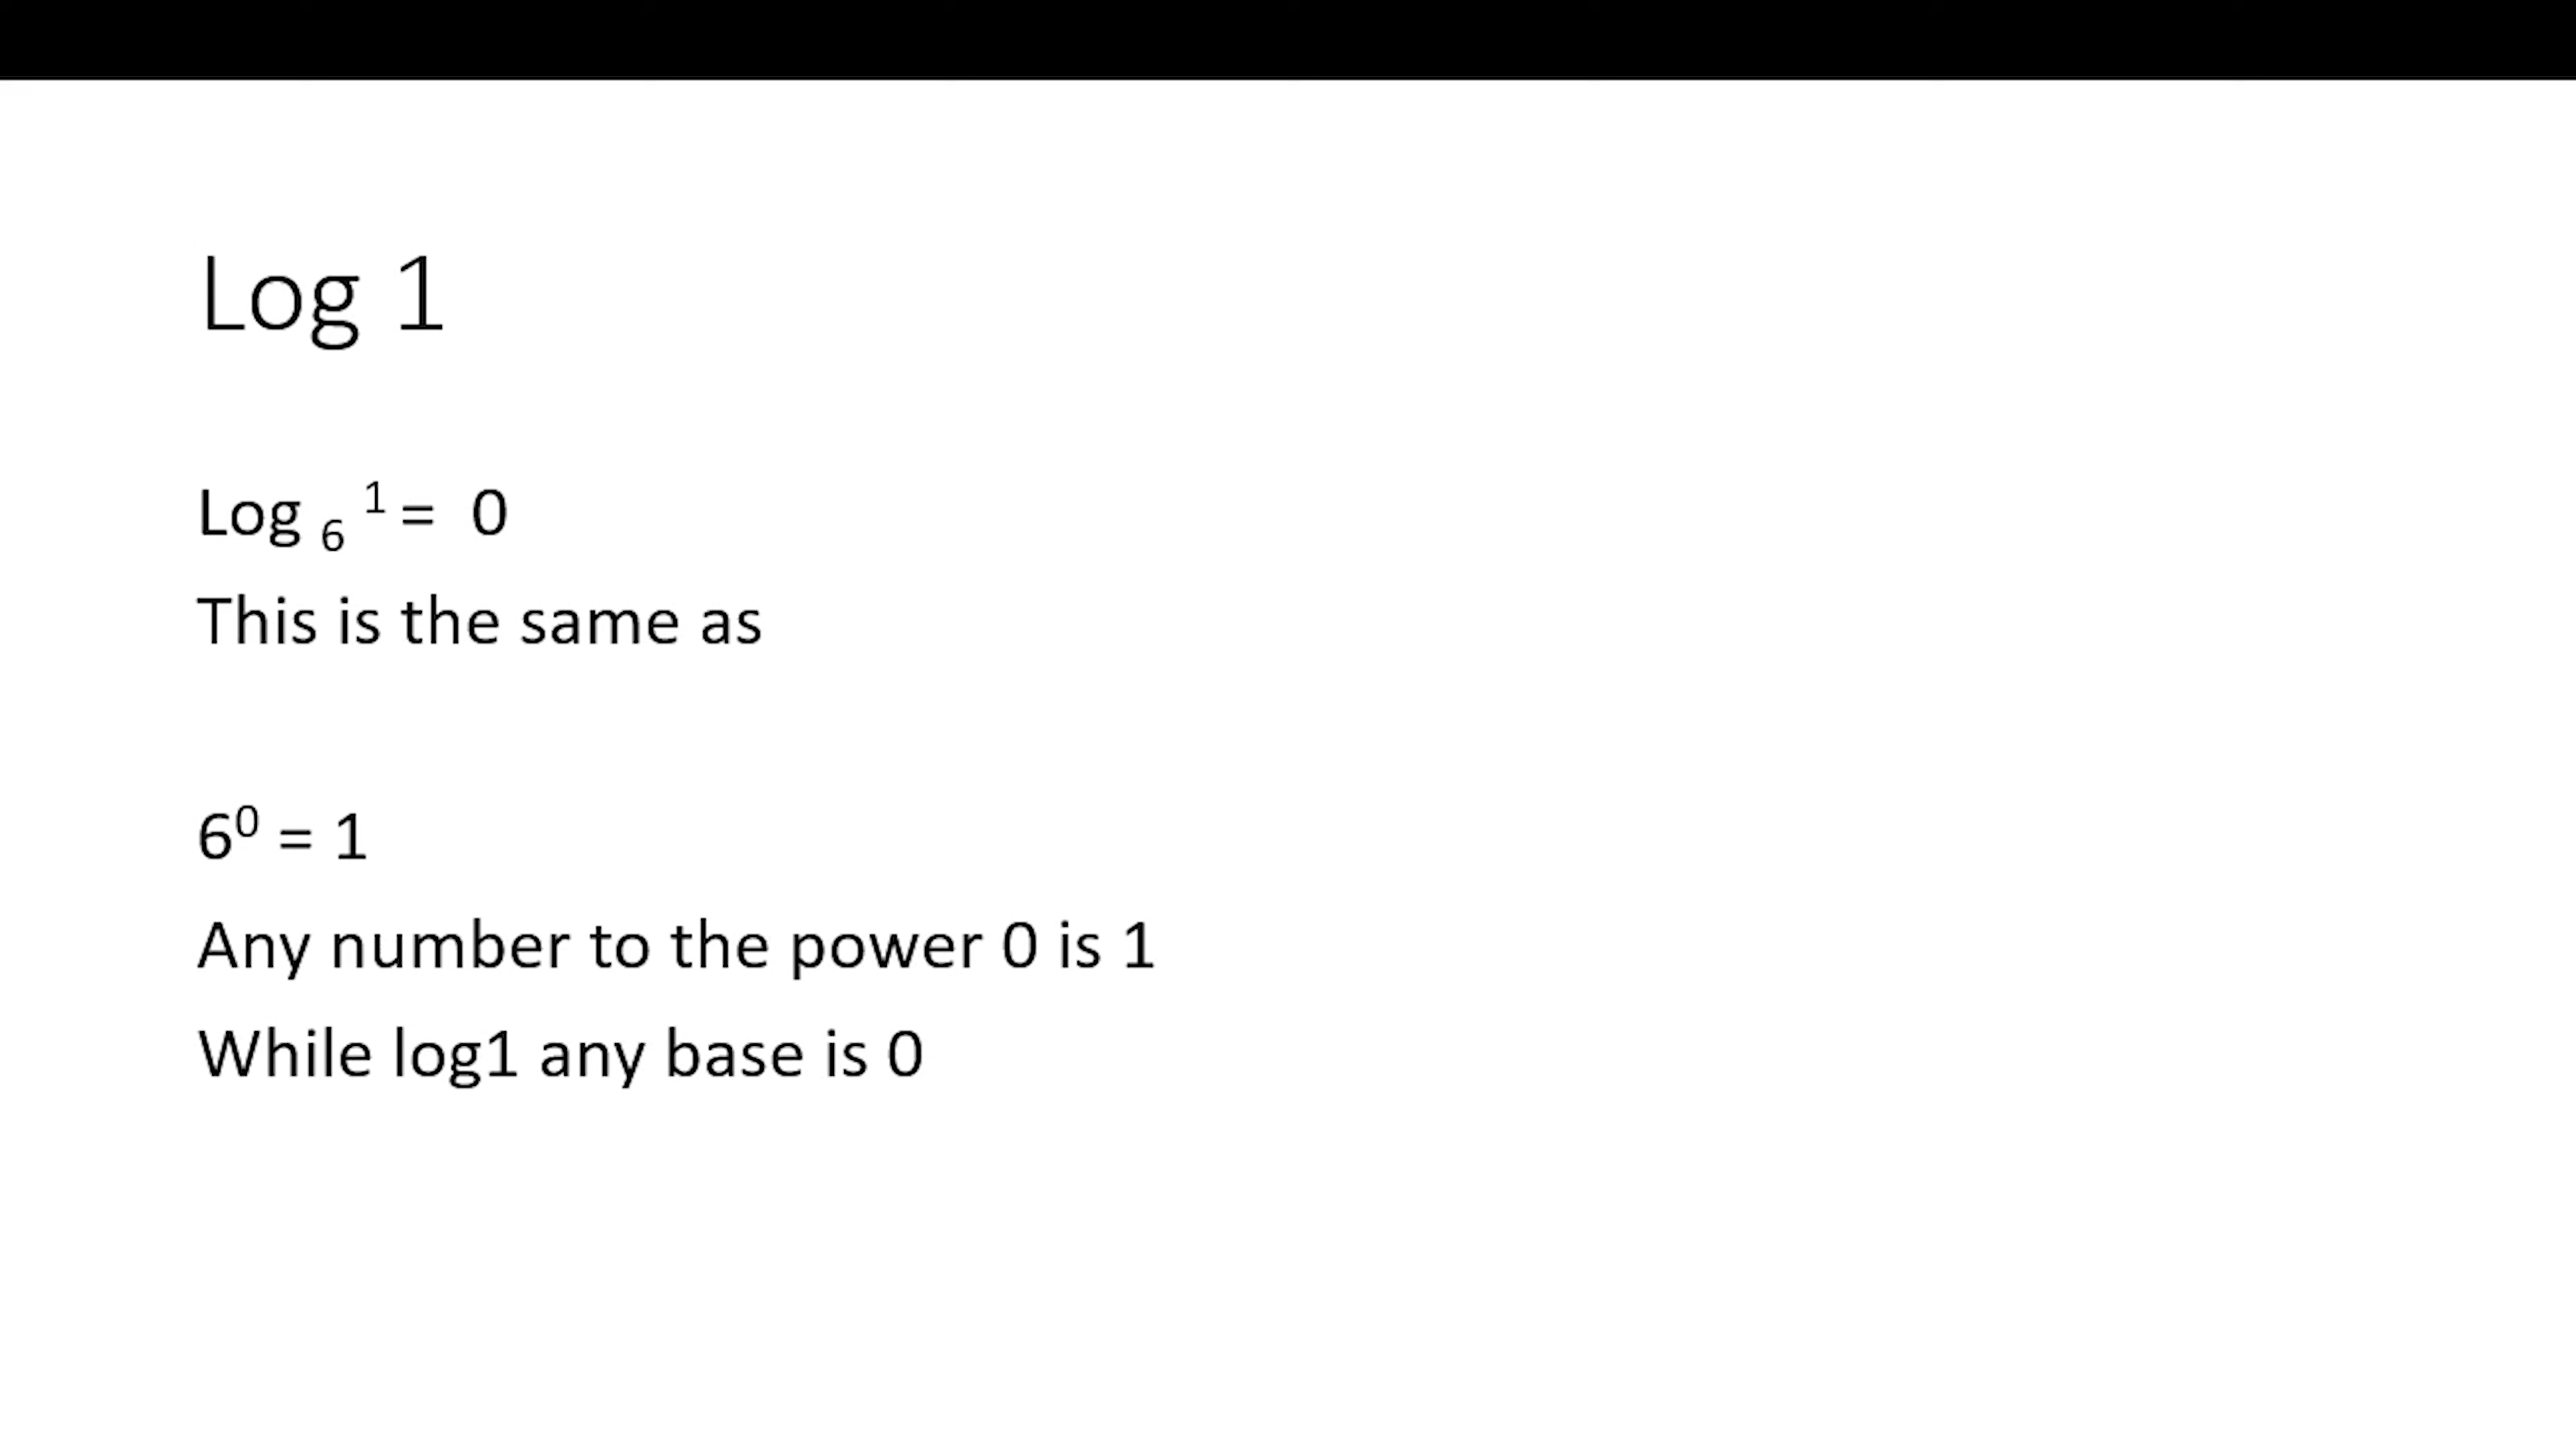 Log 1
Log ₆ ¹ = 0
This is the same as
6⁰ = 1
Any number to the power 0 is 1
While log1 any base is 0